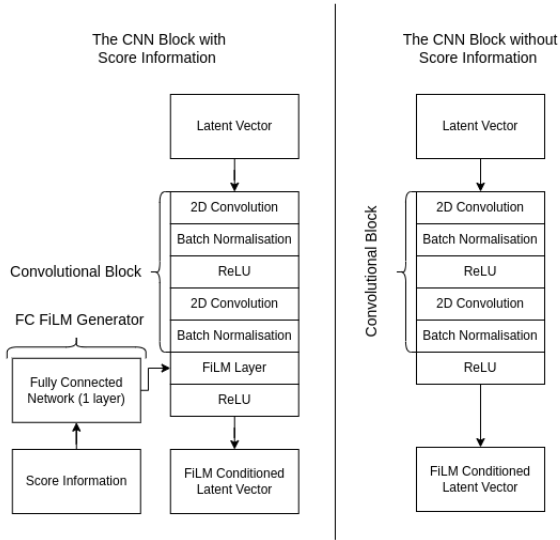 The CNN Block with
Score Information
Latent Vector
2D Convolution
Batch Normalisation
ReLU
2D Convolution
Batch Normalisation
FiLM Layer
ReLU
Convolutional Block
FC FiLM Generator
Fully Connected
Network (1 layer)
Score Information
FiLM Conditioned
Latent Vector
The CNN Block without
Score Information
Latent Vector
Convolutional Block
2D Convolution
Batch Normalisation
ReLU
2D Convolution
Batch Normalisation
ReLU
FiLM Conditioned
Latent Vector